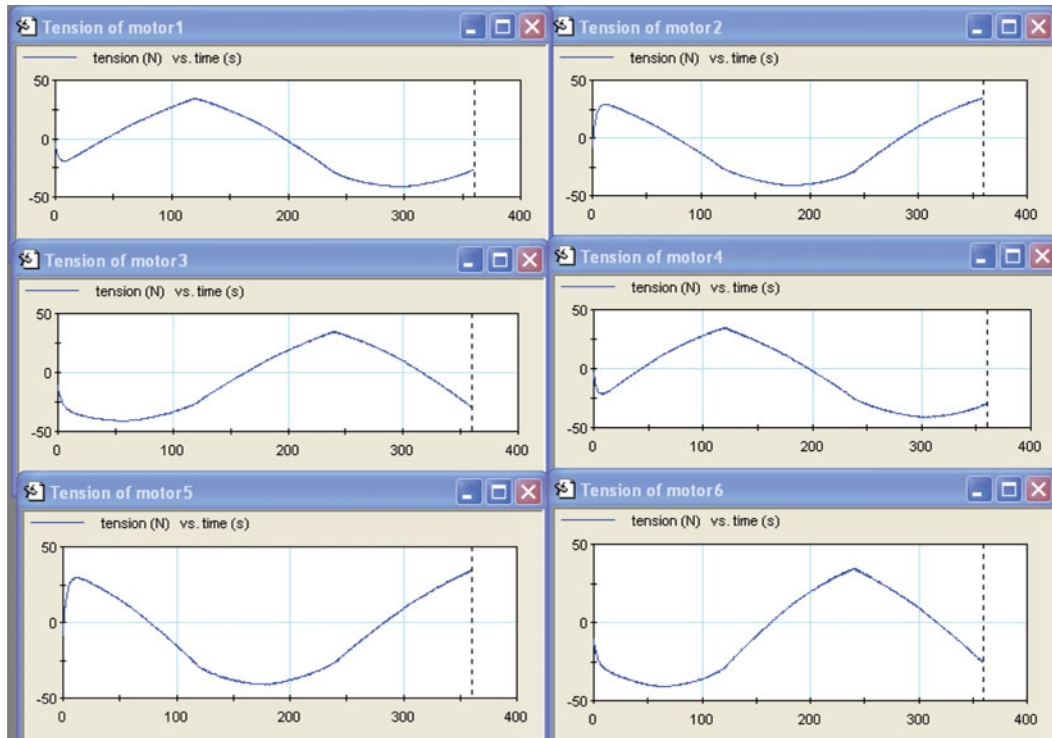 Tension of motor1
tension (N) vs. time (s)
50
0
-50
0 100 200 300 400
Tension of motor2
tension (N) vs. time (s)
50
0
-50
0 100 200 300 400
Tension of motor3
tension (N) vs. time (s)
50
0
-50
0 100 200 300 400
Tension of motor4
tension (N) vs. time (s)
50
0
-50
0 100 200 300 400
Tension of motor5
tension (N) vs. time (s)
50
0
-50
0 100 200 300 400
Tension of motor6
tension (N) vs. time (s)
50
0
-50
0 100 200 300 400